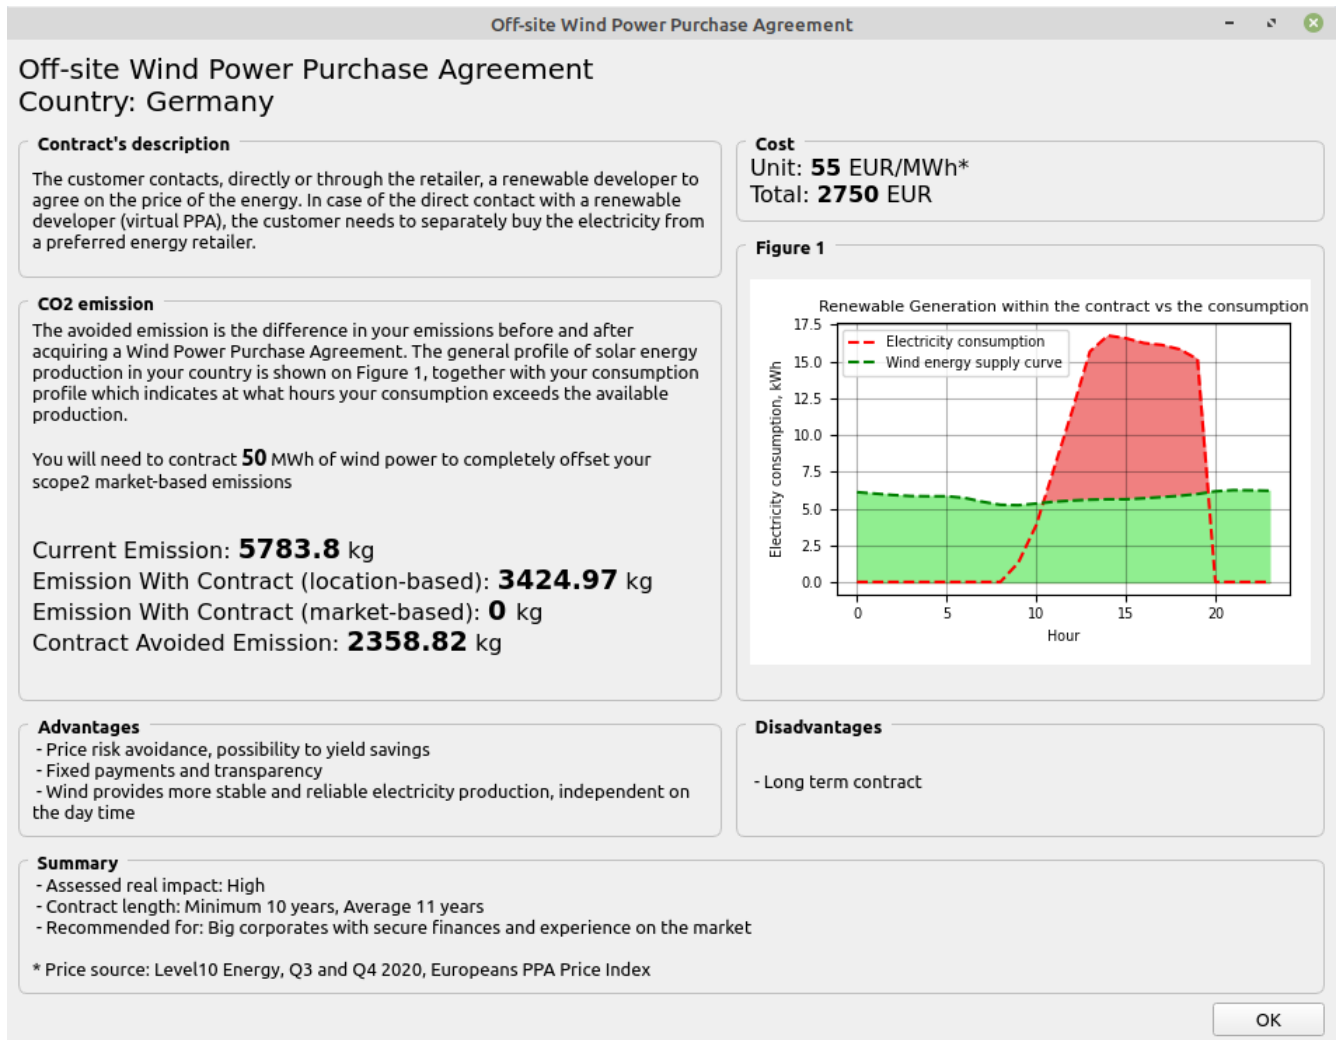 Off-site Wind Power Purchase Agreement
Off-site Wind Power Purchase Agreement
Country: Germany
Contract's description
The customer contacts, directly or through the retailer, a renewable developer to
agree on the price of the energy. In case of the direct contact with a renewable
developer (virtual PPA), the customer needs to separately buy the electricity from
a preferred energy retailer.
Cost
Unit: 55 EUR/MWh*
Total: 2750 EUR
CO2 emission
The avoided emission is the difference in your emissions before and after
acquiring a Wind Power Purchase Agreement. The general profile of solar energy
production in your country is shown on Figure 1, together with your consumption
profile which indicates at what hours your consumption exceeds the available
production.
You will need to contract 50 MWh of wind power to completely offset your
scope2 market-based emissions
Current Emission: 5783.8 kg
Emission With Contract (location-based): 3424.97 kg
Emission With Contract (market-based): 0 kg
Contract Avoided Emission: 2358.82 kg
Figure 1
Renewable Generation within the contract vs the consumption
Electricity consumption
Wind energy supply curve
Electricity consumption, kWh
17.5
15.0
12.5
10.0
7.5
5.0
2.5
0.0
0 5 10 15 20
Hour
Advantages
- Price risk avoidance, possibility to yield savings
- Fixed payments and transparency
- Wind provides more stable and reliable electricity production, independent on
the day time
Disadvantages
- Long term contract
Summary
- Assessed real impact: High
- Contract length: Minimum 10 years, Average 11 years
- Recommended for: Big corporates with secure finances and experience on the market
* Price source: Level10 Energy, Q3 and Q4 2020, Europeans PPA Price Index
OK